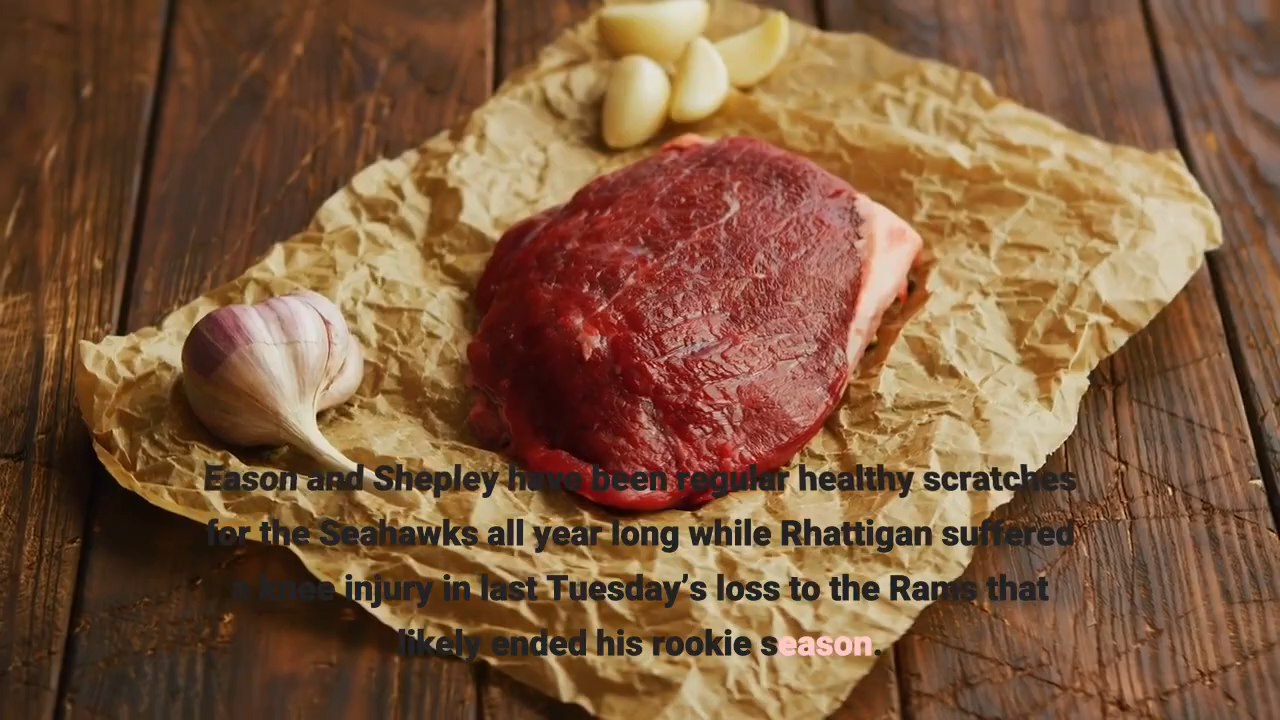 Eason and Shepley have been regular healthy scratches
for the Seahawks all year long while Rhattigan suffered
a knee injury in last Tuesday’s loss to the Rams that
likely ended his rookie season.